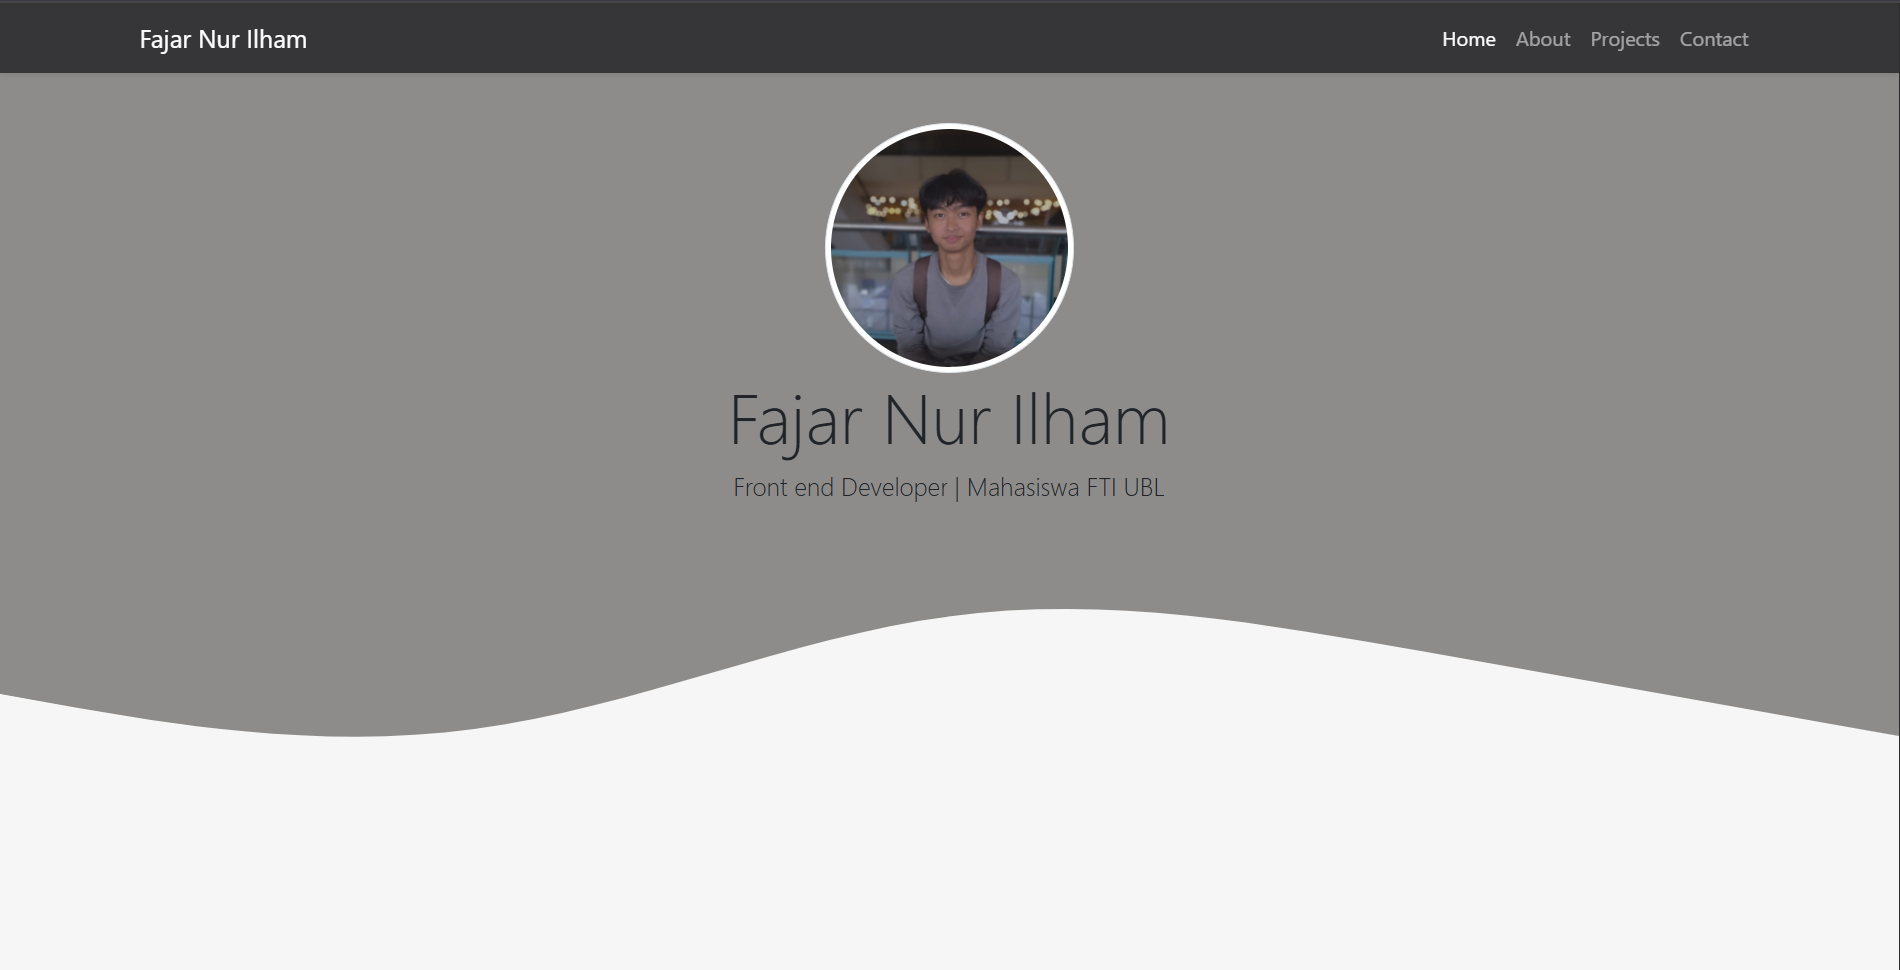 Fajar Nur Ilham
Home About Projects Contact
Fajar Nur Ilham
Front end Developer | Mahasiswa FTI UBL